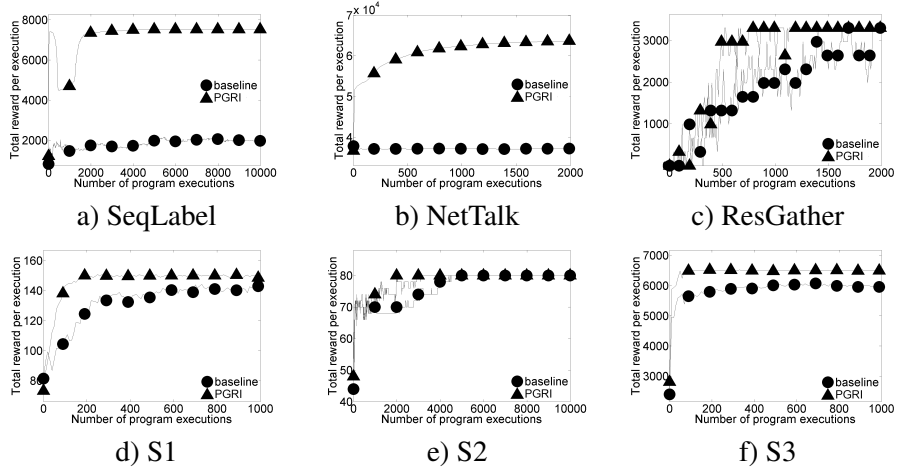 Total reward per execution
8000
6000
4000
2000
0
2000
4000
6000
8000
10000
Number of program executions
baseline
PGRI
a) SeqLabel
Total reward per execution
x 10^4
7
6
5
4
3
0
500
1000
1500
2000
Number of program executions
baseline
PGRI
b) NetTalk
Total reward per execution
3000
2000
1000
0
500
1000
1500
2000
Number of program executions
baseline
PGRI
c) ResGather
Total reward per execution
160
140
120
100
80
0
200
400
600
800
1000
Number of program executions
baseline
PGRI
d) S1
Total reward per execution
80
70
60
50
40
0
2000
4000
6000
8000
10000
Number of program executions
baseline
PGRI
e) S2
Total reward per execution
7000
6000
5000
4000
3000
0
200
400
600
800
1000
Number of program executions
baseline
PGRI
f) S3